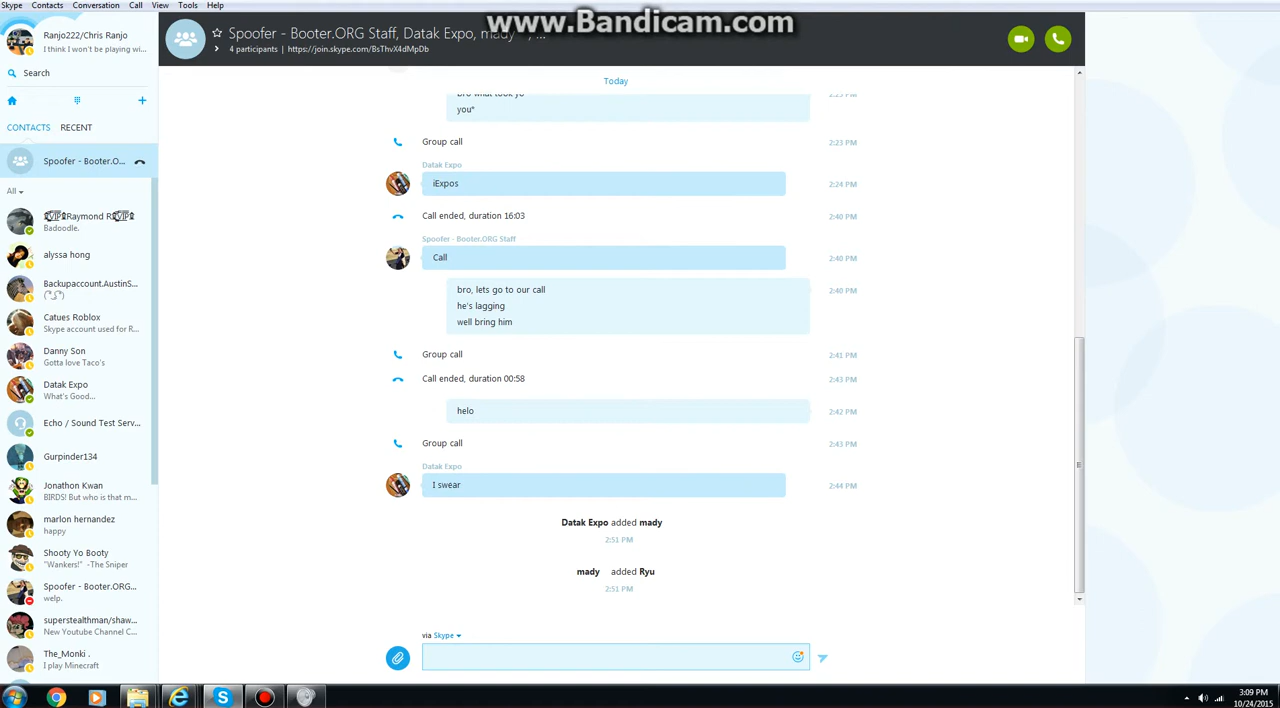 Skype Contacts Conversation Call View Tools Help
www.Bandicam.com
Ranjo222/Chris Ranjo
I think I won't be playing wi...
Search
CONTACTS RECENT
Spoofer - Booter.O...
All
Raymond R
Badoodle.
alyssa hong
Backupaccount.AustinS...
Catues Roblox
Skype account used for R...
Danny Son
Gotta love Taco's
Datak Expo
What's Good...
Echo / Sound Test Serv...
Gurpinder134
Jonathon Kwan
BIRDS! But who is that m...
marlon hernandez
happy
Shooty Yo Booty
"Wankers!" -The Sniper
Spoofer - Booter.ORG...
welp.
superstealthman/shaw...
New Youtube Channel C...
The_Monki .
I play Minecraft
Spoofer - Booter.ORG Staff, Datak Expo, mady , ...
4 participants | https://join.skype.com/BsThvX4dMpDb
Today
bro what took yo 2:23 PM
you*
Group call 2:23 PM
Datak Expo
iExpos 2:24 PM
Call ended, duration 16:03 2:40 PM
Spoofer - Booter.ORG Staff
Call 2:40 PM
bro, lets go to our call 2:40 PM
he's lagging
well bring him
Group call 2:41 PM
Call ended, duration 00:58 2:43 PM
helo 2:42 PM
Group call 2:43 PM
Datak Expo
I swear 2:44 PM
Datak Expo added mady
2:51 PM
mady added Ryu
2:51 PM
via Skype
3:09 PM
10/24/2015